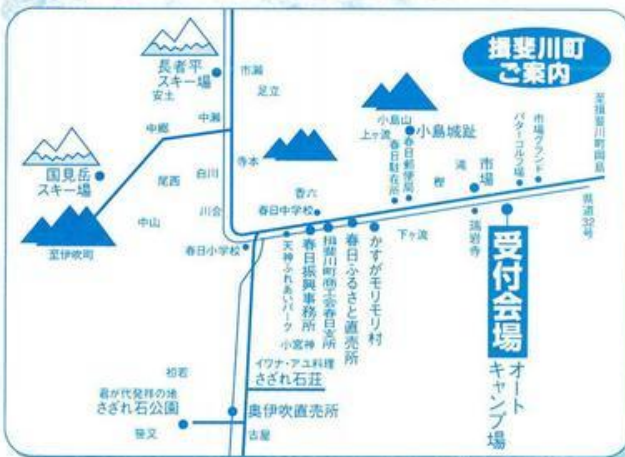 揖斐川町
ご案内
長者平
スキー場
安土
市瀬
足立
中瀬
中郷
国見岳
スキー場
尾西
白川
寺本
川合
中山
至伊吹町
春日小学校
小島山
上ヶ流
小島城趾
春日郵便局
春日駐在所
香六
春日中学校
滝
樫
市場
市場グランド
パターゴルフ場
至揖斐川町岡島
県道32号
瑞岩寺
下ヶ流
受付会場
オート
キャンプ場
かすがモリモリ村
春日ふるさと直売所
揖斐川町商工会春日支所
春日振興事務所
天神ふれあいパーク
小宮神
イワナ・アユ料理
さざれ石荘
君が代発祥の地
さざれ石公園
笹又
奥伊吹直売所
古屋